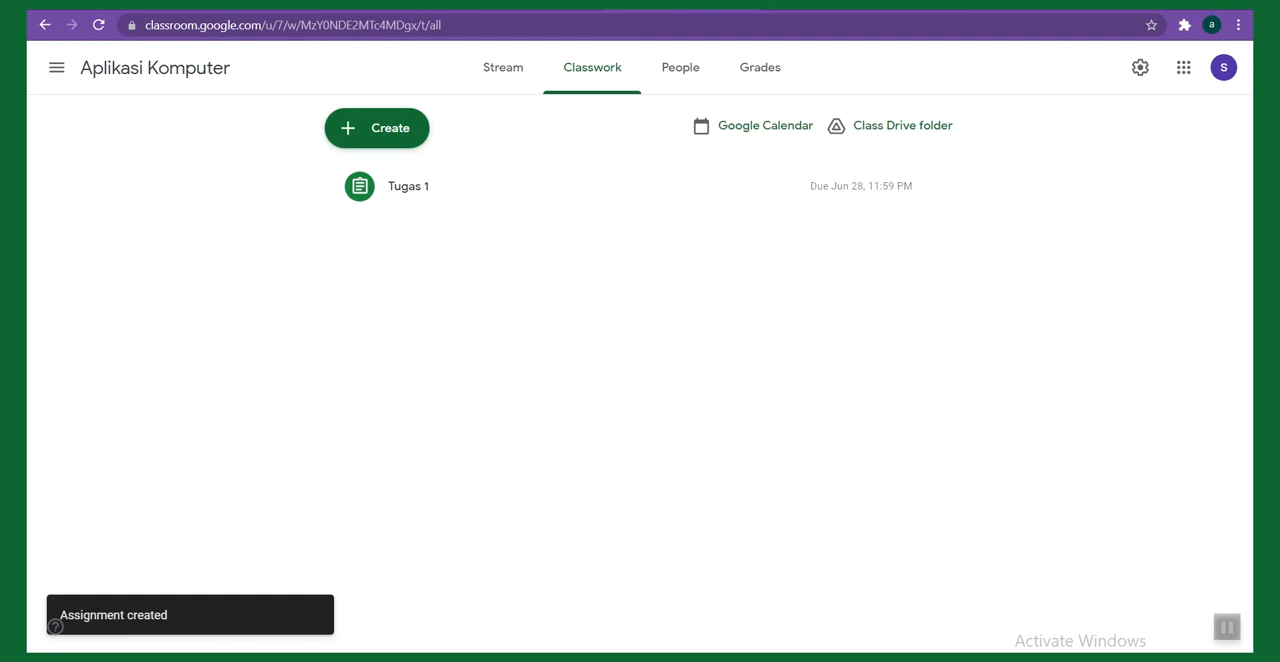 classroom.google.com/u/7/w/MzY0NDE2MTc4MDgx/t/all
a
Aplikasi Komputer
Stream
Classwork
People
Grades
S
Create
Google Calendar
Class Drive folder
Tugas 1
Due Jun 28, 11:59 PM
Assignment created
Activate Windows